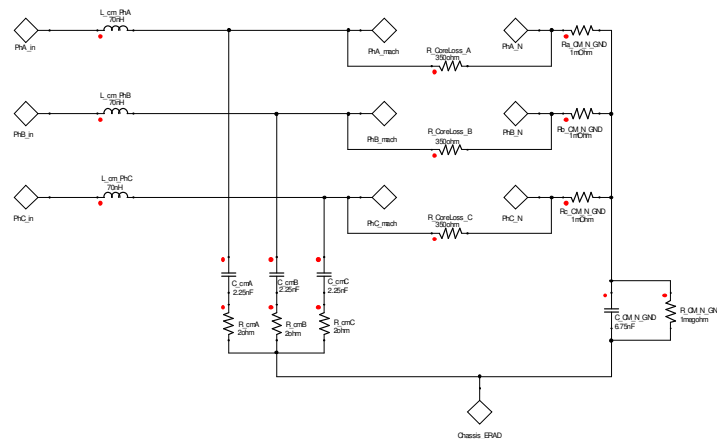 L_cm_PhA
70nH
PhA_in
PhA_mach
R_CoreLoss_A
350ohm
PhA_N
Ra_CM_N_GND
1mOhm
L_cm_PhB
70nH
PhB_in
PhB_mach
R_CoreLoss_B
350ohm
PhB_N
Rb_CM_N_GND
1mOhm
L_cm_PhC
70nH
PhC_in
PhC_mach
R_CoreLoss_C
350ohm
PhC_N
Rc_CM_N_GND
1mOhm
C_cmA
2.25nF
C_cmB
2.25nF
C_cmC
2.25nF
R_cmA
2ohm
R_cmB
2ohm
R_cmC
2ohm
C_CM_N_GND
6.75nF
R_CM_N_GN
1megohm
Chassis_ERAD